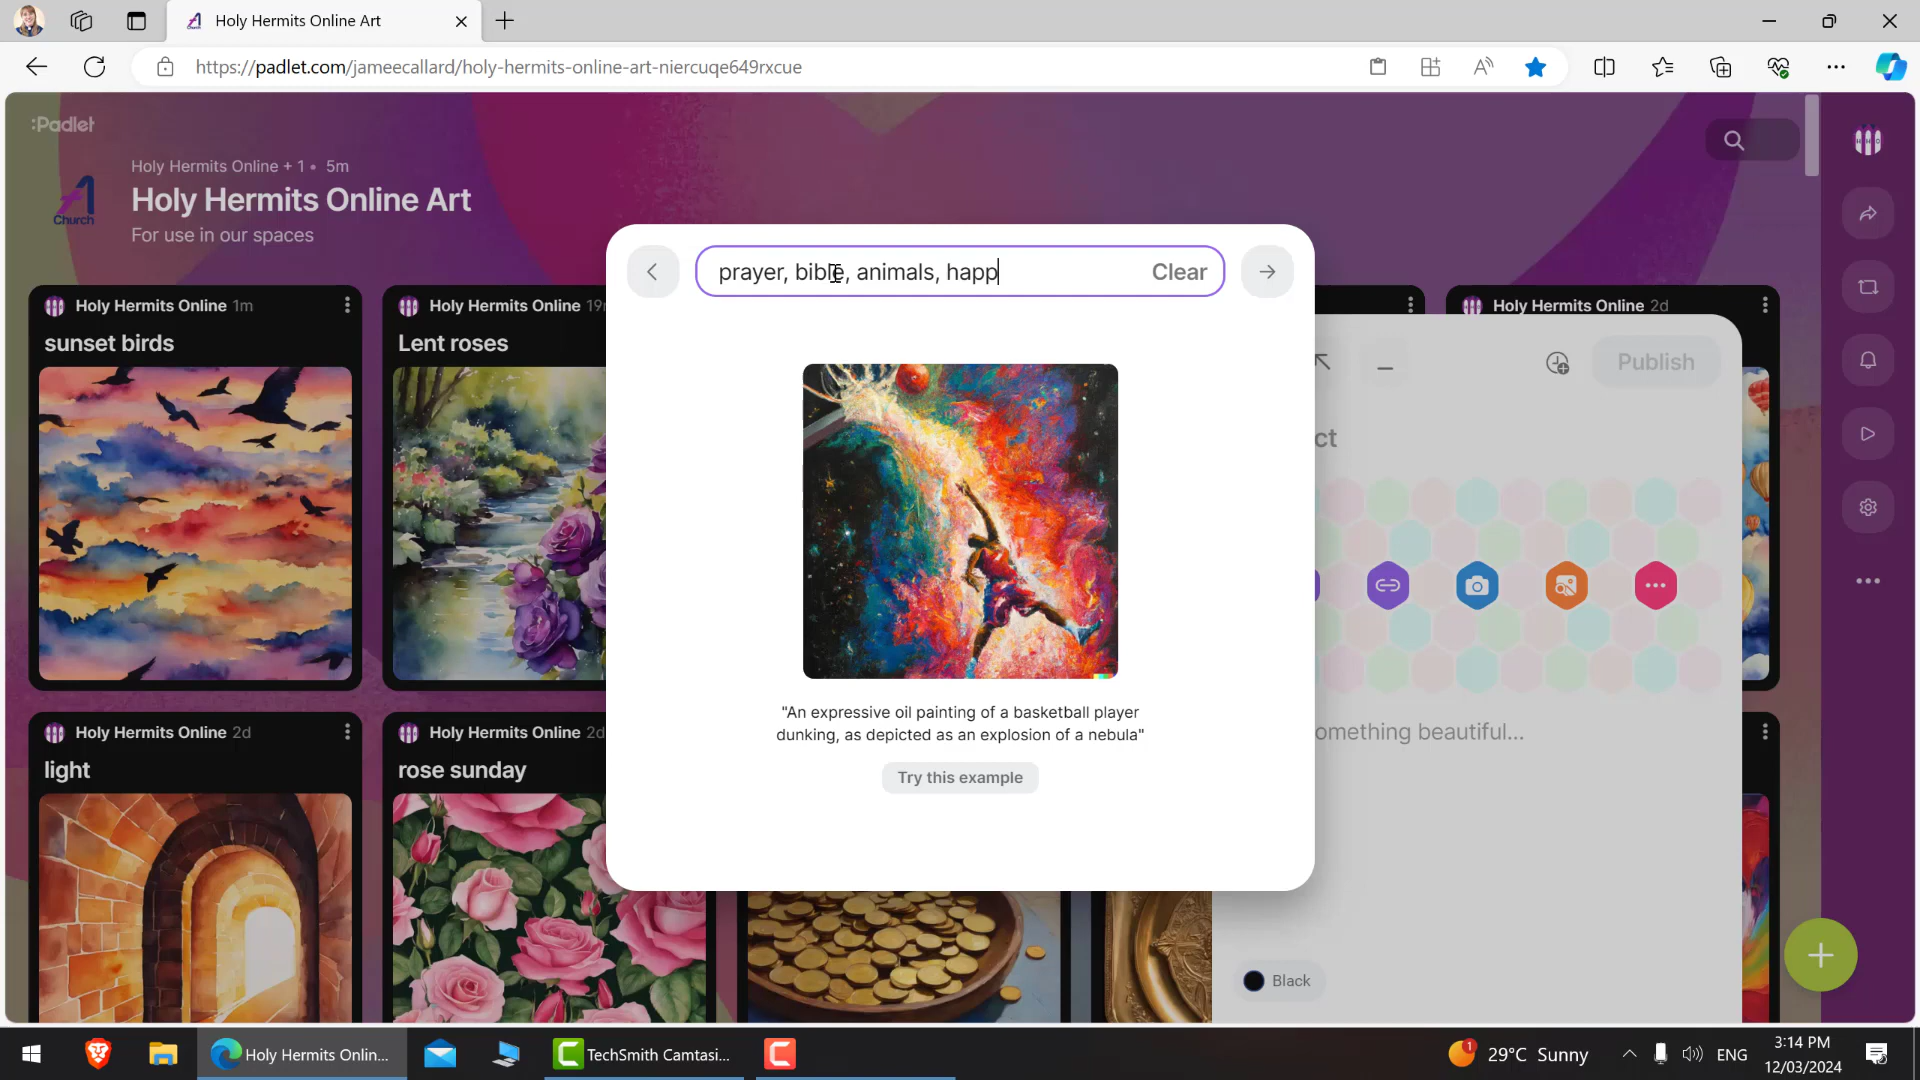 Holy Hermits Online Art
https://padlet.com/jameecallard/holy-hermits-online-art-niercuqe649rxcue
:Padlet
Holy Hermits Online + 1 • 5m
Holy Hermits Online Art
For use in our spaces
Church
prayer, bible, animals, happ
Clear
Holy Hermits Online 1m
sunset birds
Holy Hermits Online
Lent roses
Holy Hermits Online 2d
Publish
ct
"An expressive oil painting of a basketball player
dunking, as depicted as an explosion of a nebula"
Try this example
omething beautiful...
Holy Hermits Online 2d
light
Holy Hermits Online 2d
rose sunday
Black
Holy Hermits Onlin...
TechSmith Camtasi...
1
29°C Sunny
ENG
3:14 PM
12/03/2024